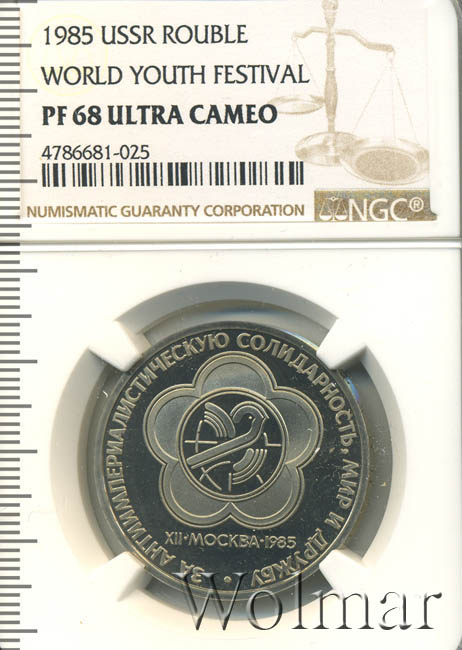 1985 USSR ROUBLE
WORLD YOUTH FESTIVAL
PF 68 ULTRA CAMEO
4786681-025
NUMISMATIC GUARANTY CORPORATION
NGC®
ЗА АНТИИМПЕРИАЛИСТИЧЕСКУЮ СОЛИДАРНОСТЬ, МИР И ДРУЖБУ •
XII•МОСКВА•1985
Wolmar